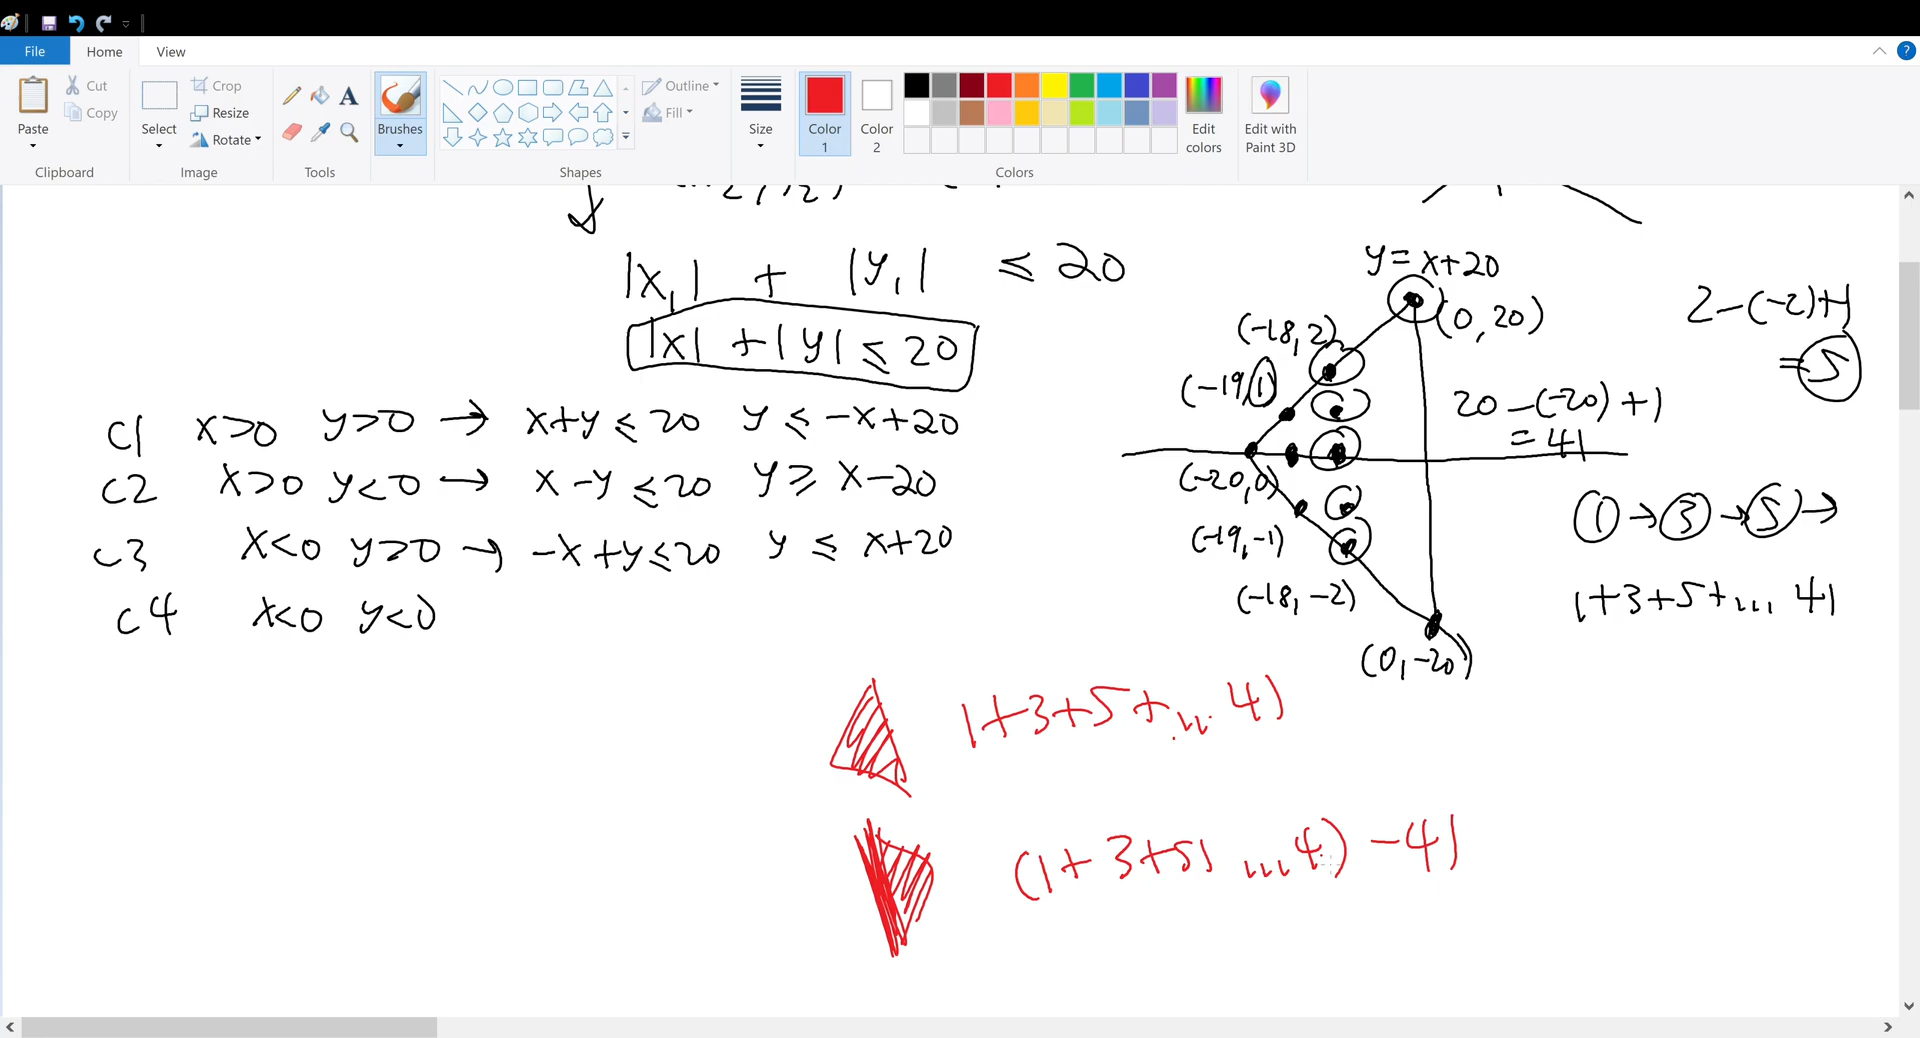 File Home View
Paste
Cut
Copy
Clipboard
Select
Crop
Resize
Rotate
Image
A
Tools
Brushes
Outline
Fill
Shapes
Size
Color 1
Color 2
Edit colors
Edit with Paint 3D
Colors
?
|x₁| + |y₁| ≤ 20
|x| + |y| ≤ 20
C1 x>0 y>0 → x+y ≤ 20 y ≤ -x+20
C2 x>0 y<0 → x-y ≤ 20 y ≥ x-20
C3 x<0 y>0 → -x+y ≤ 20 y ≤ x+20
C4 x<0 y<0
y = x+20
(0, 20)
(-18, 2)
(-19, 1)
(-20, 0)
(-19, -1)
(-18, -2)
(0, -20)
2-(-2)+1
= 5
20-(-20)+1
= 41
1 → 3 → 5 →
1+3+5+... 41
1+3+5+... 41
(1+3+5+ ...41) -41